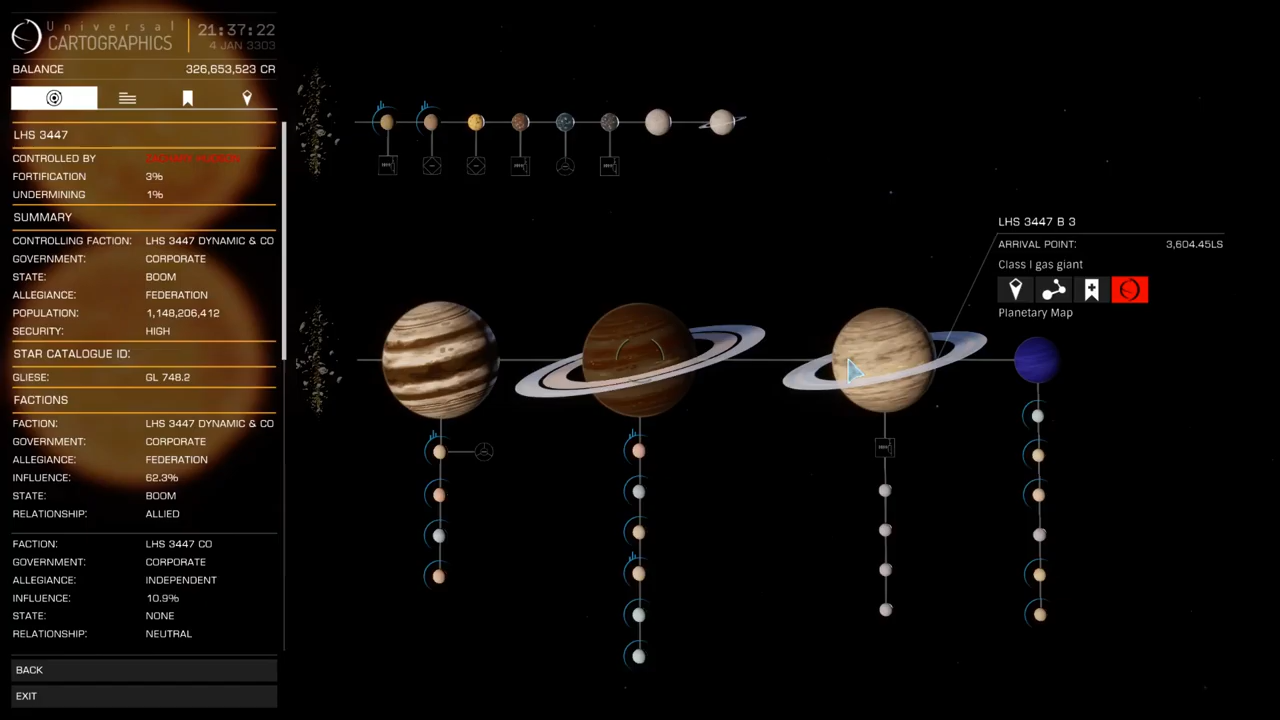 Universal
CARTOGRAPHICS
21:37:22
4 JAN 3303
BALANCE 326,653,523 CR
LHS 3447
CONTROLLED BY
FORTIFICATION 3%
UNDERMINING 1%
SUMMARY
CONTROLLING FACTION: LHS 3447 DYNAMIC & CO
GOVERNMENT: CORPORATE
STATE: BOOM
ALLEGIANCE: FEDERATION
POPULATION: 1,148,206,412
SECURITY: HIGH
STAR CATALOGUE ID:
GLIESE: GL 748.2
FACTIONS
FACTION: LHS 3447 DYNAMIC & CO
GOVERNMENT: CORPORATE
ALLEGIANCE: FEDERATION
INFLUENCE: 62.3%
STATE: BOOM
RELATIONSHIP: ALLIED
FACTION: LHS 3447 CO
GOVERNMENT: CORPORATE
ALLEGIANCE: INDEPENDENT
INFLUENCE: 10.9%
STATE: NONE
RELATIONSHIP: NEUTRAL
BACK
EXIT
LHS 3447 B 3
ARRIVAL POINT: 3,604.45LS
Class I gas giant
Planetary Map